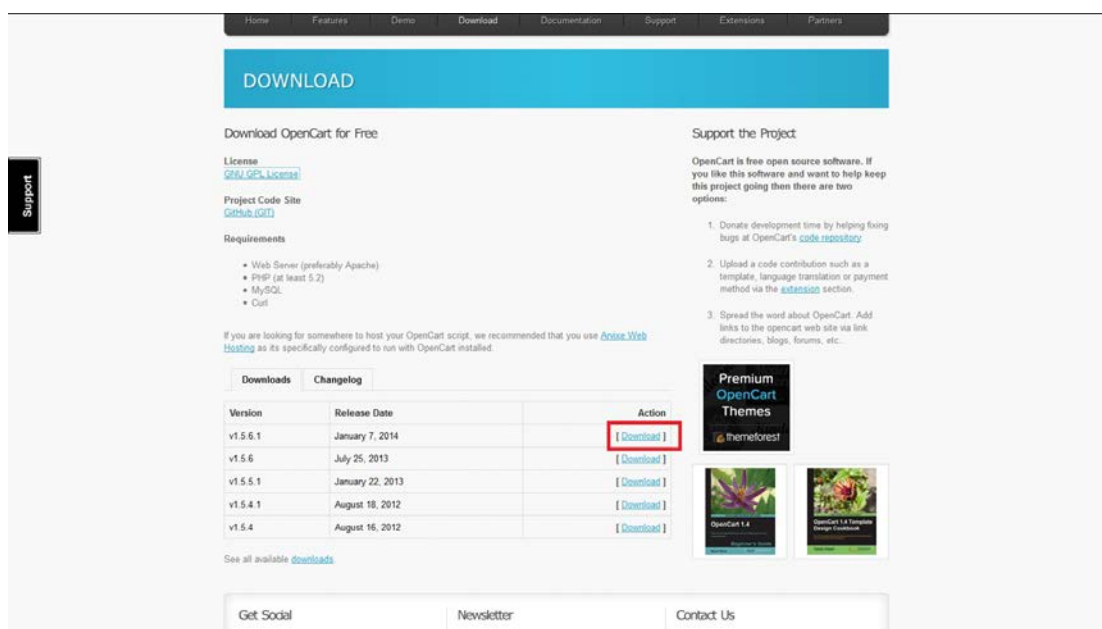 Home Features Demo Download Documentation Support Extensions Partners
DOWNLOAD
Support
Download OpenCart for Free
License
GNU GPL License
Project Code Site
GitHub (GIT)
Requirements
Web Server (preferably Apache)
PHP (at least 5.2)
MySQL
Curl
If you are looking for somewhere to host your OpenCart script, we recommended that you use Arvixe Web
Hosting as its specifically configured to run with OpenCart installed.
Downloads Changelog
Version Release Date Action
v1.5.6.1 January 7, 2014 [ Download ]
v1.5.6 July 25, 2013 [ Download ]
v1.5.5.1 January 22, 2013 [ Download ]
v1.5.4.1 August 18, 2012 [ Download ]
v1.5.4 August 16, 2012 [ Download ]
See all available downloads
Support the Project
OpenCart is free open source software. If
you like this software and want to help keep
this project going then there are two
options:
1. Donate development time by helping fixing
bugs at OpenCart's code repository
2. Upload a code contribution such as a
template, language translation or payment
method via the extension section.
3. Spread the word about OpenCart. Add
links to the opencart web site via link
directories, blogs, forums, etc..
Premium
OpenCart
Themes
themeforest
OpenCart 1.4
Beginner's Guide
OpenCart 1.4 Template
Design Cookbook
Get Social Newsletter Contact Us